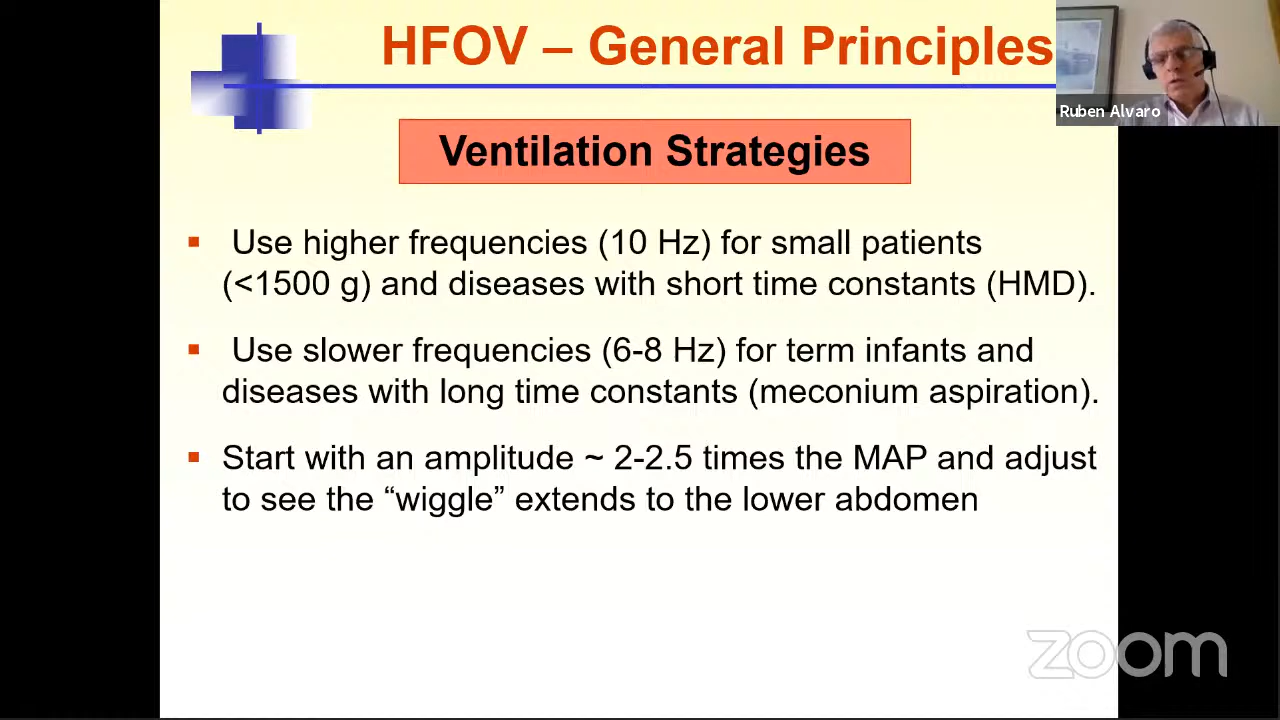 HFOV – General Principles
Ruben Alvaro
Ventilation Strategies
▪ Use higher frequencies (10 Hz) for small patients
(<1500 g) and diseases with short time constants (HMD).
▪ Use slower frequencies (6-8 Hz) for term infants and
diseases with long time constants (meconium aspiration).
▪ Start with an amplitude ~ 2-2.5 times the MAP and adjust
to see the “wiggle” extends to the lower abdomen
zoom